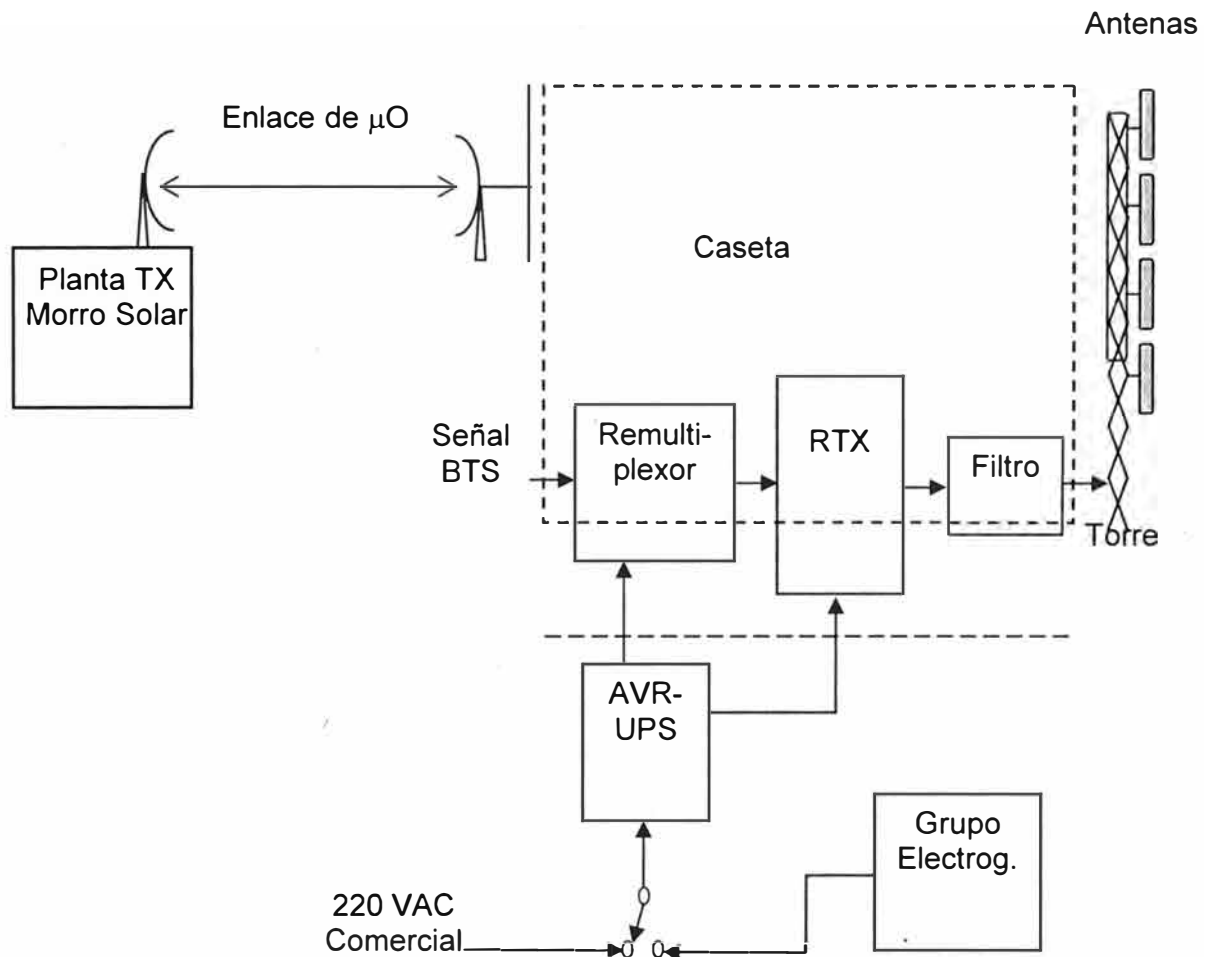 Antenas
Enlace de μO
Planta TX
Morro Solar
Caseta
Señal
BTS
Remulti-
plexor
RTX
Filtro
Torre
AVR-
UPS
Grupo
Electrog.
220 VAC
Comercial